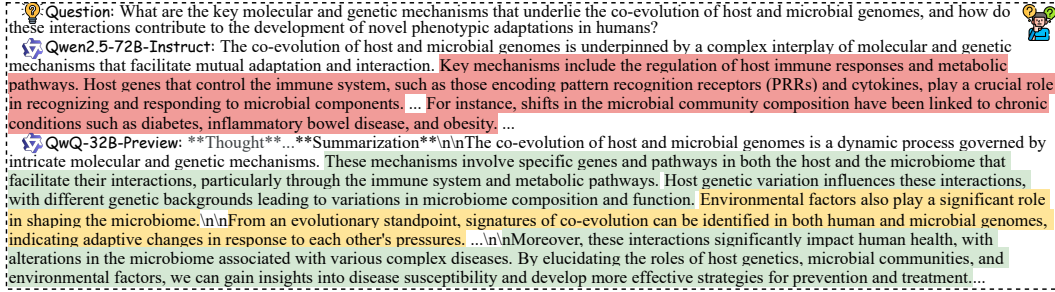 Question: What are the key molecular and genetic mechanisms that underlie the co-evolution of host and microbial genomes, and how do
these interactions contribute to the development of novel phenotypic adaptations in humans?
Qwen2.5-72B-Instruct: The co-evolution of host and microbial genomes is underpinned by a complex interplay of molecular and genetic
mechanisms that facilitate mutual adaptation and interaction. Key mechanisms include the regulation of host immune responses and metabolic
pathways. Host genes that control the immune system, such as those encoding pattern recognition receptors (PRRs) and cytokines, play a crucial role
in recognizing and responding to microbial components. ... For instance, shifts in the microbial community composition have been linked to chronic
conditions such as diabetes, inflammatory bowel disease, and obesity. ...
QwQ-32B-Preview: **Thought**...**Summarization**\n\nThe co-evolution of host and microbial genomes is a dynamic process governed by
intricate molecular and genetic mechanisms. These mechanisms involve specific genes and pathways in both the host and the microbiome that
facilitate their interactions, particularly through the immune system and metabolic pathways. Host genetic variation influences these interactions,
with different genetic backgrounds leading to variations in microbiome composition and function. Environmental factors also play a significant role
in shaping the microbiome.\n\nFrom an evolutionary standpoint, signatures of co-evolution can be identified in both human and microbial genomes,
indicating adaptive changes in response to each other's pressures. ...\n\nMoreover, these interactions significantly impact human health, with
alterations in the microbiome associated with various complex diseases. By elucidating the roles of host genetics, microbial communities, and
environmental factors, we can gain insights into disease susceptibility and develop more effective strategies for prevention and treatment....